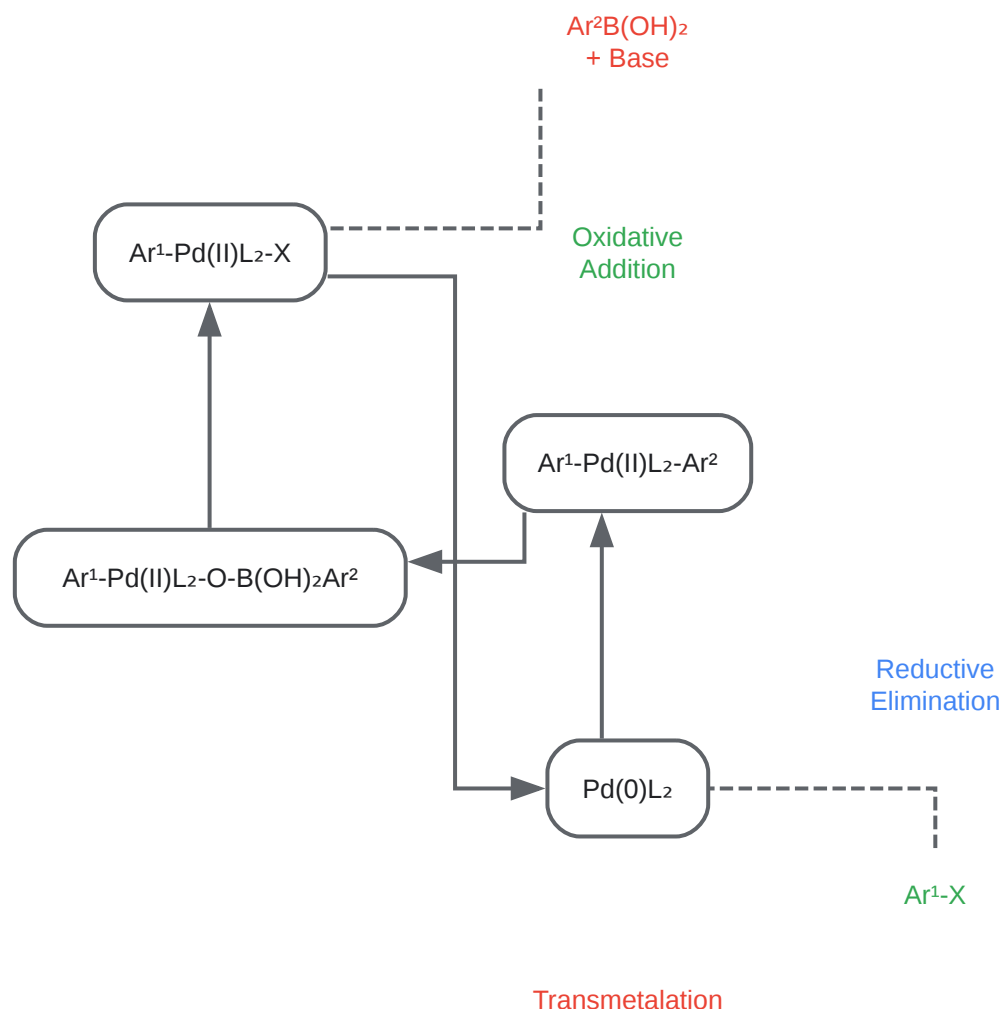 Ar²B(OH)₂
+ Base
Ar¹-Pd(II)L₂-X
Oxidative
Addition
Ar¹-Pd(II)L₂-Ar²
Ar¹-Pd(II)L₂-O-B(OH)₂Ar²
Reductive
Elimination
Pd(0)L₂
Ar¹-X
Transmetalation